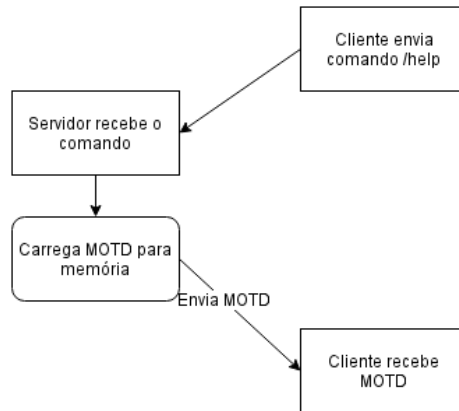 Cliente envia
comando /help
Servidor recebe o
comando
Carrega MOTD para
memória
Envia MOTD
Cliente recebe
MOTD